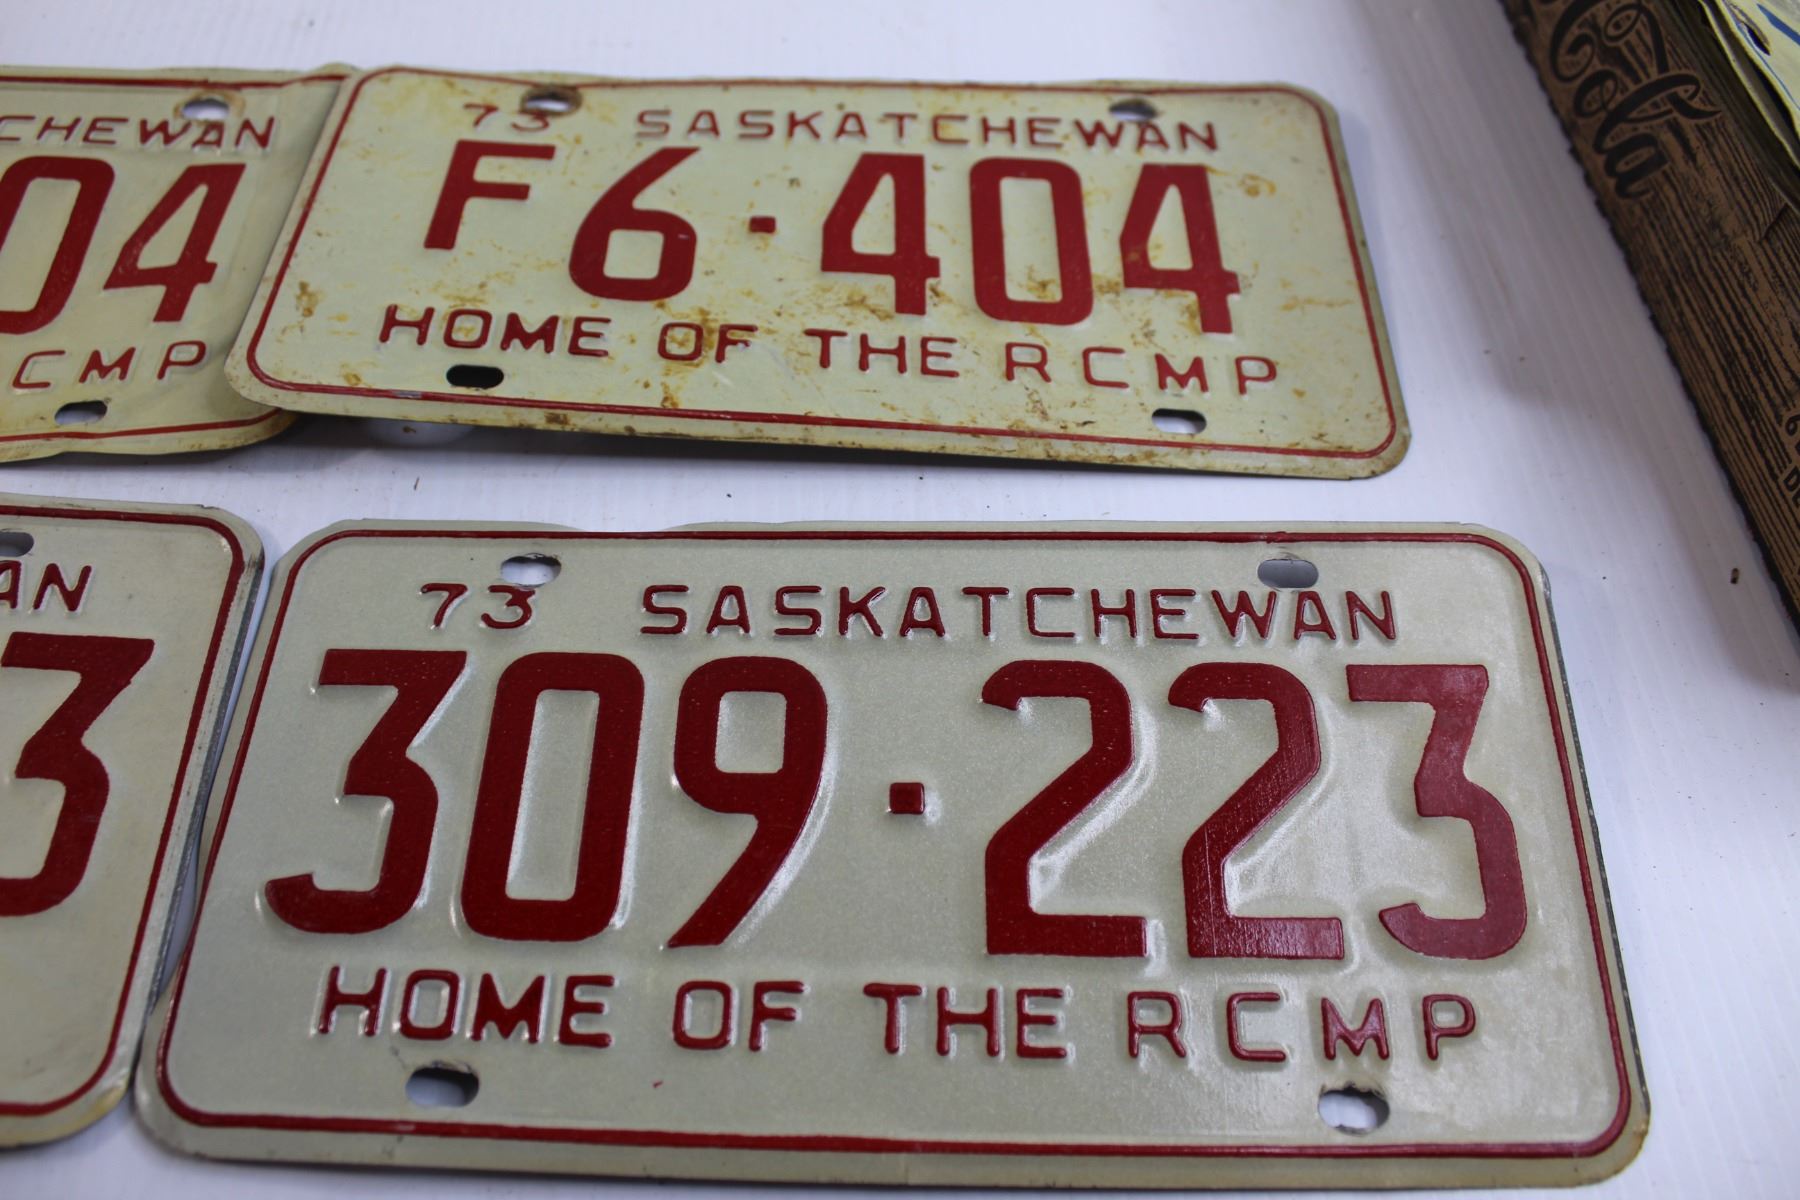 CHEWAN
04
CMP
73 SASKATCHEWAN
F6·404
HOME OF THE RCMP
AN
3
73 SASKATCHEWAN
309·223
HOME OF THE RCMP
Cola